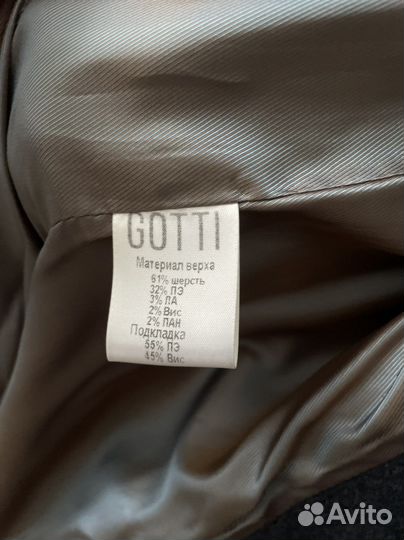 GOTTI
Материал верха
61% шерсть
32% ПЭ
3% ПА
2% Вис
2% ПАН
Подкладка
55% ПЭ
45% Вис
Avito